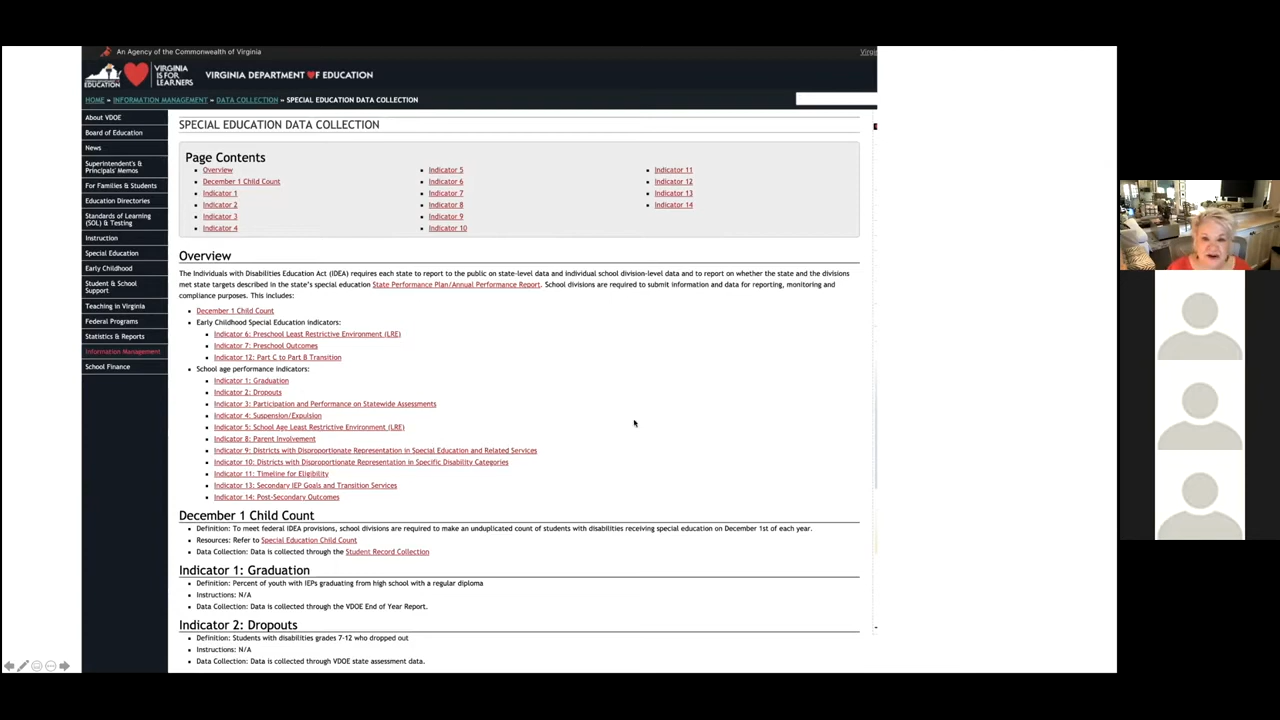 An Agency of the Commonwealth of Virginia
EDUCATION
VIRGINIA
IS FOR
LEARNERS
VIRGINIA DEPARTMENT OF EDUCATION
HOME » INFORMATION MANAGEMENT » DATA COLLECTION » SPECIAL EDUCATION DATA COLLECTION
About VDOE
Board of Education
News
Superintendent's &
Principals' Memos
For Families & Students
Education Directories
Standards of Learning
(SOL) & Testing
Instruction
Special Education
Early Childhood
Student & School
Support
Teaching in Virginia
Federal Programs
Statistics & Reports
Information Management
School Finance
SPECIAL EDUCATION DATA COLLECTION
Page Contents
Overview
December 1 Child Count
Indicator 1
Indicator 2
Indicator 3
Indicator 4
Indicator 5
Indicator 6
Indicator 7
Indicator 8
Indicator 9
Indicator 10
Indicator 11
Indicator 12
Indicator 13
Indicator 14
Overview
The Individuals with Disabilities Education Act (IDEA) requires each state to report to the public on state-level data and individual school division-level data and to report on whether the state and the divisions
met state targets described in the state's special education State Performance Plan/Annual Performance Report. School divisions are required to submit information and data for reporting, monitoring and
compliance purposes. This includes:
December 1 Child Count
Early Childhood Special Education indicators:
Indicator 6: Preschool Least Restrictive Environment (LRE)
Indicator 7: Preschool Outcomes
Indicator 12: Part C to Part B Transition
School age performance indicators:
Indicator 1: Graduation
Indicator 2: Dropouts
Indicator 3: Participation and Performance on Statewide Assessments
Indicator 4: Suspension/Expulsion
Indicator 5: School Age Least Restrictive Environment (LRE)
Indicator 8: Parent Involvement
Indicator 9: Districts with Disproportionate Representation in Special Education and Related Services
Indicator 10: Districts with Disproportionate Representation in Specific Disability Categories
Indicator 11: Timeline for Eligibility
Indicator 13: Secondary IEP Goals and Transition Services
Indicator 14: Post-Secondary Outcomes
December 1 Child Count
Definition: To meet federal IDEA provisions, school divisions are required to make an unduplicated count of students with disabilities receiving special education on December 1st of each year.
Resources: Refer to Special Education Child Count
Data Collection: Data is collected through the Student Record Collection
Indicator 1: Graduation
Definition: Percent of youth with IEPs graduating from high school with a regular diploma
Instructions: N/A
Data Collection: Data is collected through the VDOE End of Year Report.
Indicator 2: Dropouts
Definition: Students with disabilities grades 7-12 who dropped out
Instructions: N/A
Data Collection: Data is collected through VDOE state assessment data.